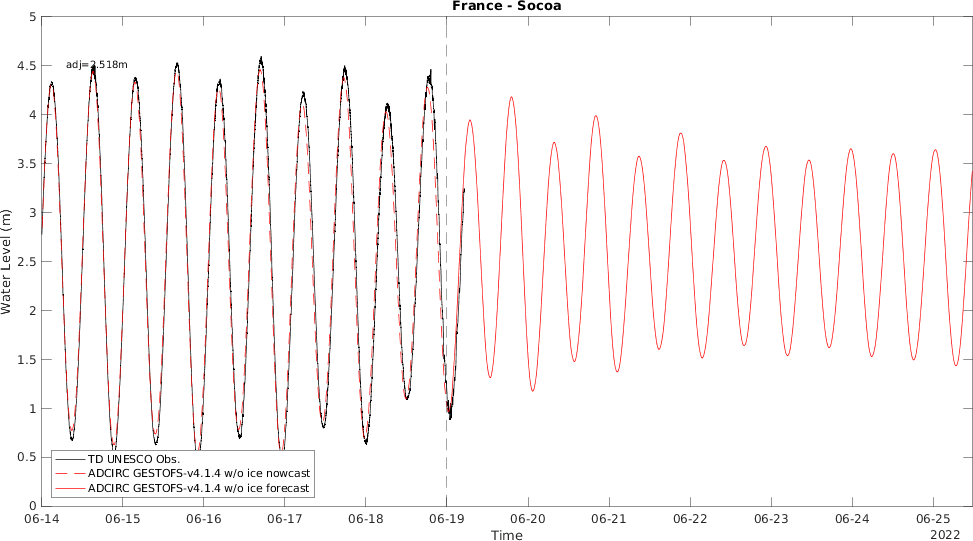 France - Socoa
adj=2.518m
5
4.5
4
3.5
3
2.5
2
1.5
1
0.5
0
Water Level (m)
TD UNESCO Obs.
ADCIRC GESTOFS-v4.1.4 w/o ice nowcast
ADCIRC GESTOFS-v4.1.4 w/o ice forecast
06-14 06-15 06-16 06-17 06-18 06-19 06-20 06-21 06-22 06-23 06-24 06-25
Time
2022